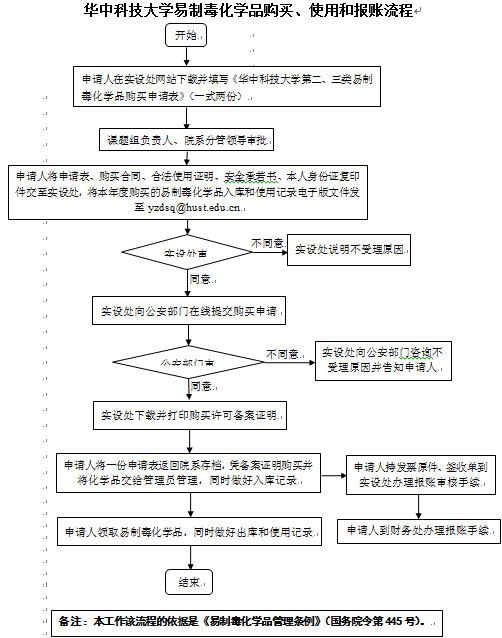 华中科技大学易制毒化学品购买、使用和报账流程
开始
申请人在实设处网站下载并填写《华中科技大学第二、三类易制
毒化学品购买申请表》（一式两份）
课题组负责人、院系分管领导审批
申请人将申请表、购买合同、合法使用证明、安全承若书、本人身份证复印
件交至实设处，将本年度购买的易制毒化学品入库和使用记录电子版文件发
至 yzdsq@hust.edu.cn
实设处审
不同意
实设处说明不受理原因
同意
实设处向公安部门在线提交购买申请
公安部门审
不同意
实设处向公安部门咨询不
受理原因并告知申请人
同意
实设处下载并打印购买许可备案证明
申请人将一份申请表返回院系存档，凭备案证明购买并
将化学品交给管理员管理，同时做好入库记录
申请人持发票原件、签收单到
实设处办理报账审核手续
申请人领取易制毒化学品，同时做好出库和使用记录
申请人到财务处办理报账手续
结束
备 注：本工作该流程的依据是《易制毒化学品管理条例》（国务院令第 445 号）。